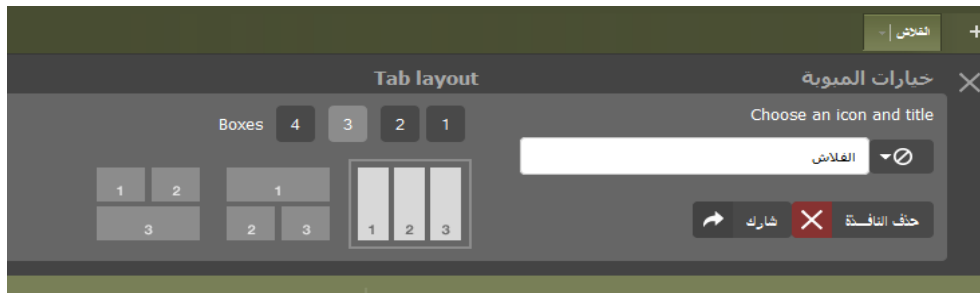 الفلاش
خيارات المبوبة
Tab layout
Choose an icon and title
الفلاش
حذف النافــذة
شارك
1 2 3 4 Boxes
1 2 3
1
2 3
1 2
3